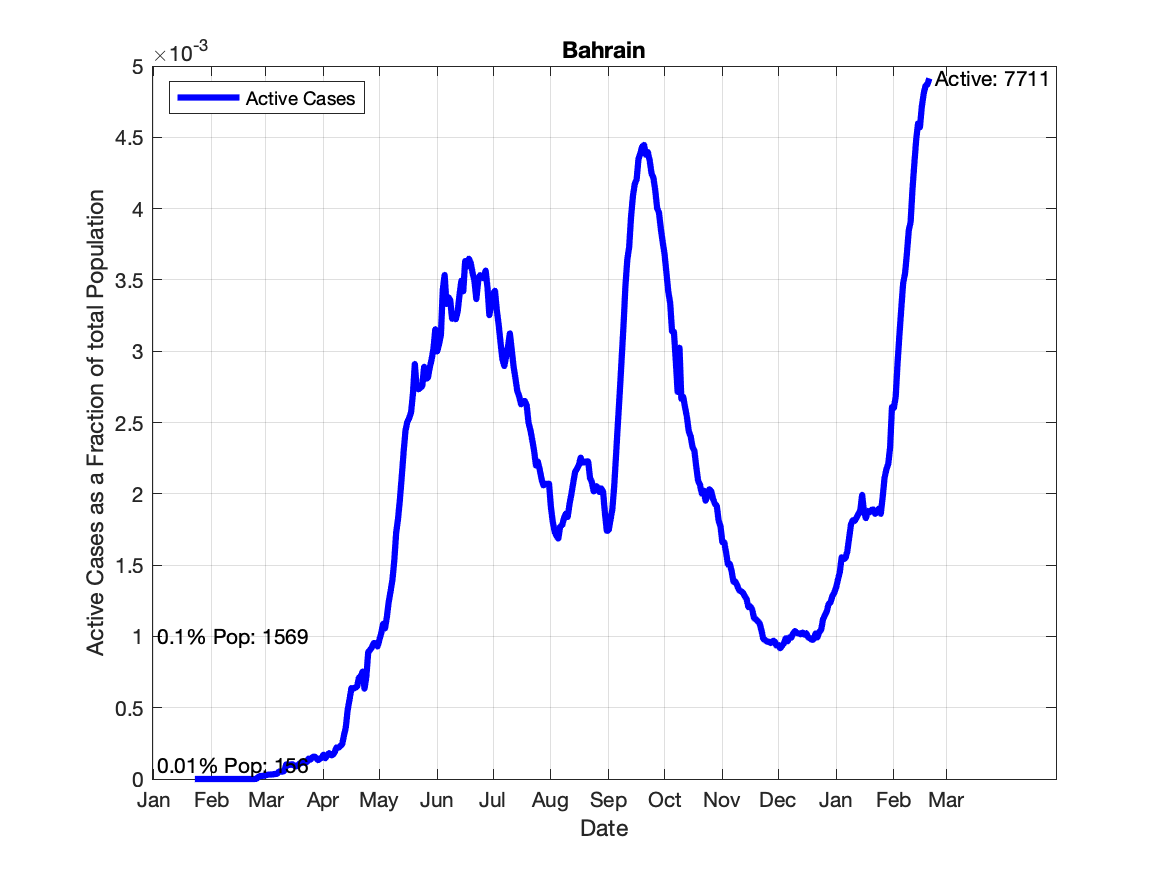 Bahrain
×10-3
Active Cases
Active: 7711
5
4.5
4
3.5
3
2.5
2
1.5
1
0.5
0
0.1% Pop: 1569
0.01% Pop: 156
Active Cases as a Fraction of total Population
Jan Feb Mar Apr May Jun Jul Aug Sep Oct Nov Dec Jan Feb Mar
Date